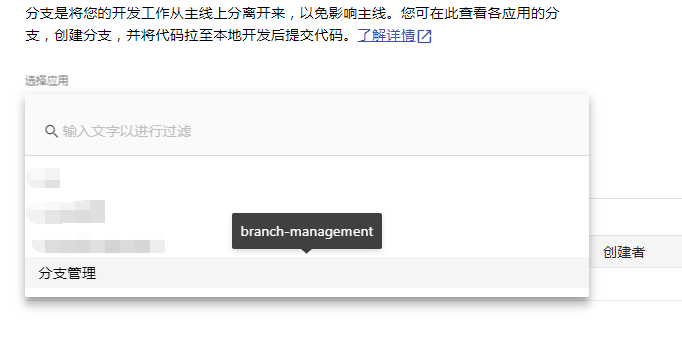 分支是将您的开发工作从主线上分离开来，以免影响主线。您可在此查看各应用的分
支，创建分支，并将代码拉至本地开发后提交代码。了解详情
选择应用
输入文字以进行过滤
branch-management
创建者
分支管理